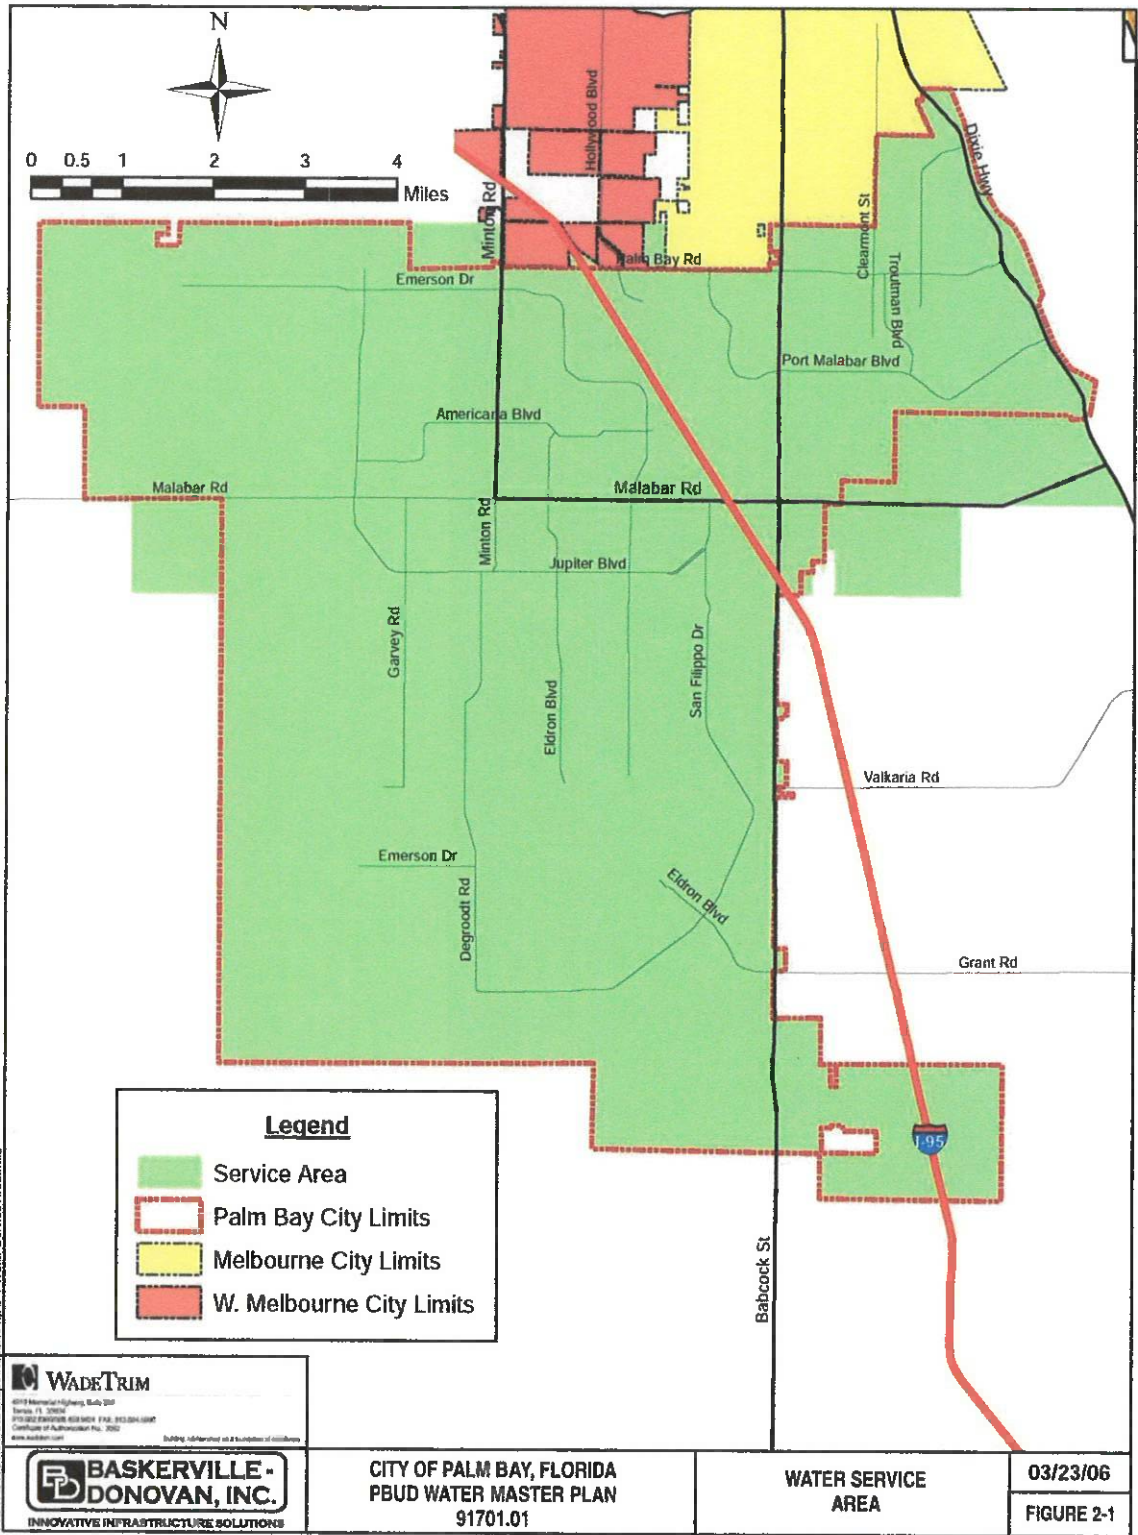 N
0 0.5 1 2 3 4
Miles
Hollywood Blvd
Dixie Hwy
Minton Rd
Clearmont St
Palm Bay Rd
Troutman Blvd
Emerson Dr
Port Malabar Blvd
Americana Blvd
Malabar Rd
Malabar Rd
Minton Rd
Jupiter Blvd
Garvey Rd
San Filippo Dr
Eldron Blvd
Valkaria Rd
Emerson Dr
Eldron Blvd
Degroodt Rd
Grant Rd
I-95
Legend
Service Area
Palm Bay City Limits
Melbourne City Limits
W. Melbourne City Limits
Babcock St
WADETRIM
BASKERVILLE-
DONOVAN, INC.
INNOVATIVE INFRASTRUCTURE SOLUTIONS
CITY OF PALM BAY, FLORIDA
PBUD WATER MASTER PLAN
91701.01
WATER SERVICE
AREA
03/23/06
FIGURE 2-1